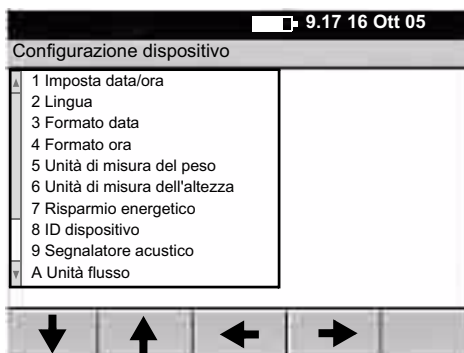 9.17 16 Ott 05
Configurazione dispositivo
1 Imposta data/ora
2 Lingua
3 Formato data
4 Formato ora
5 Unità di misura del peso
6 Unità di misura dell'altezza
7 Risparmio energetico
8 ID dispositivo
9 Segnalatore acustico
A Unità flusso